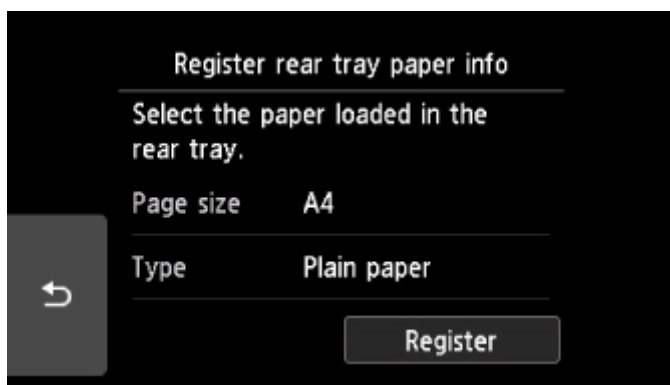 Register rear tray paper info
Select the paper loaded in the
rear tray.
Page size A4
Type Plain paper
Register